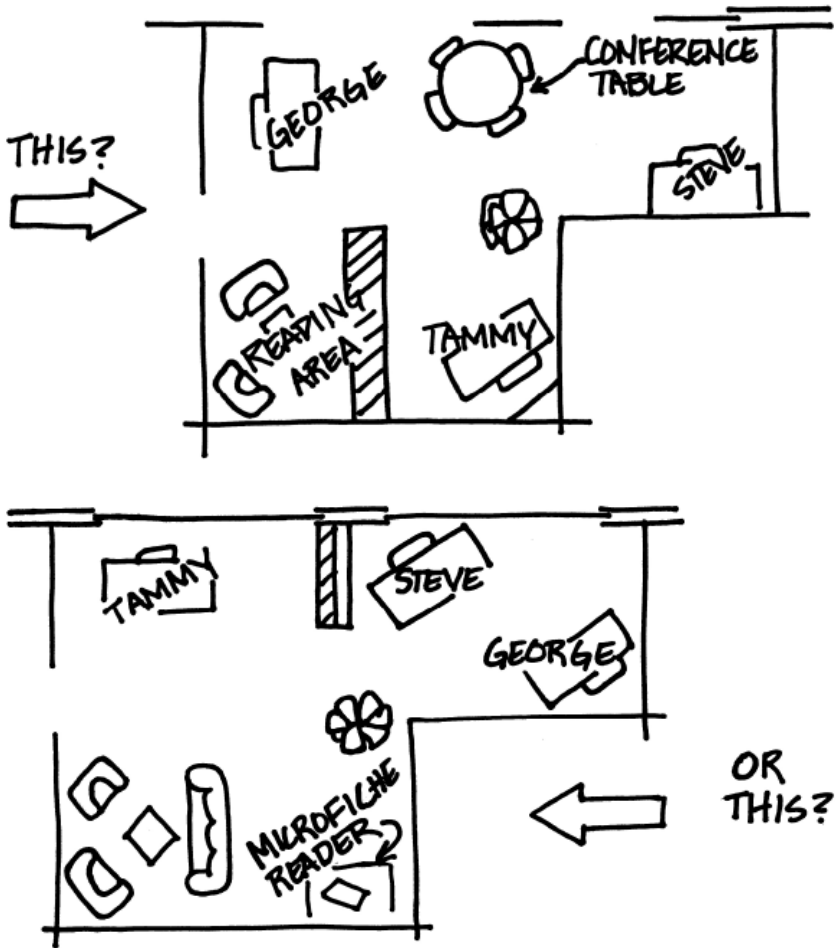 CONFERENCE
TABLE
GEORGE
THIS?
STEVE
READING
AREA
TAMMY
TAMMY
STEVE
GEORGE
MICROFICHE
READER
OR
THIS?